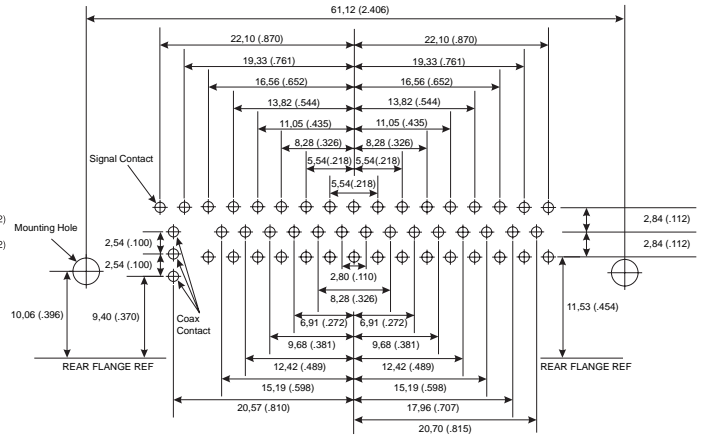 61,12 (2.406)
22,10 (.870) 22,10 (.870)
19,33 (.761) 19,33 (.761)
16,56 (.652) 16,56 (.652)
13,82 (.544) 13,82 (.544)
11,05 (.435) 11,05 (.435)
8,28 (.326) 8,28 (.326)
Signal Contact
5,54(.218) 5,54(.218)
5,54(.218)
2,84 (.112)
Mounting Hole
2,54 (.100)
2,84 (.112)
2,54 (.100)
2,80 (.110)
8,28 (.326)
10,06 (.396)
9,40 (.370)
Coax
Contact
11,53 (.454)
6,91 (.272) 6,91 (.272)
9,68 (.381) 9,68 (.381)
12,42 (.489) 12,42 (.489)
REAR FLANGE REF REAR FLANGE REF
15,19 (.598) 15,19 (.598)
20,57 (.810) 17,96 (.707)
20,70 (.815)